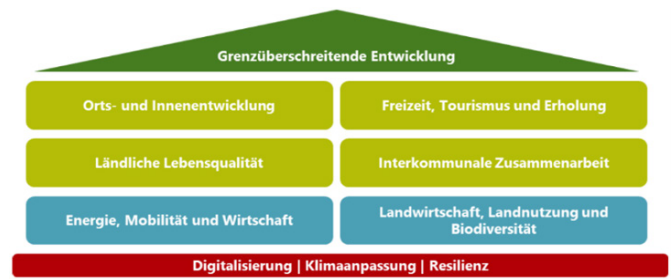 Grenzüberschreitende Entwicklung
Orts- und Innenentwicklung
Freizeit, Tourismus und Erholung
Ländliche Lebensqualität
Interkommunale Zusammenarbeit
Energie, Mobilität und Wirtschaft
Landwirtschaft, Landnutzung und
Biodiversität
Digitalisierung | Klimaanpassung | Resilienz